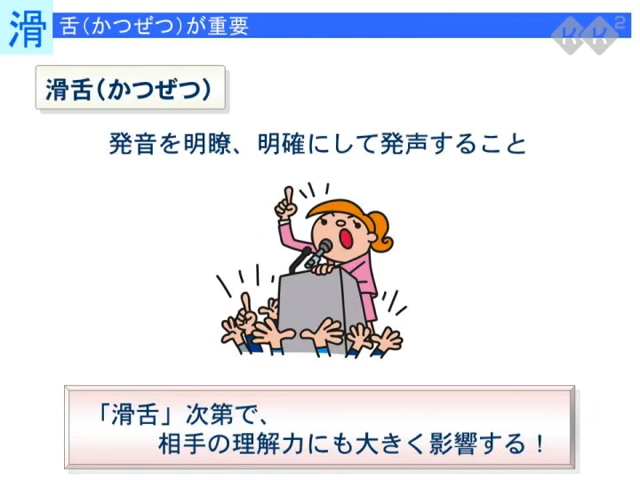 滑舌(かつぜつ)が重要
KK2
滑舌(かつぜつ)
発音を明瞭、明確にして発声すること
「滑舌」次第で、
相手の理解力にも大きく影響する!